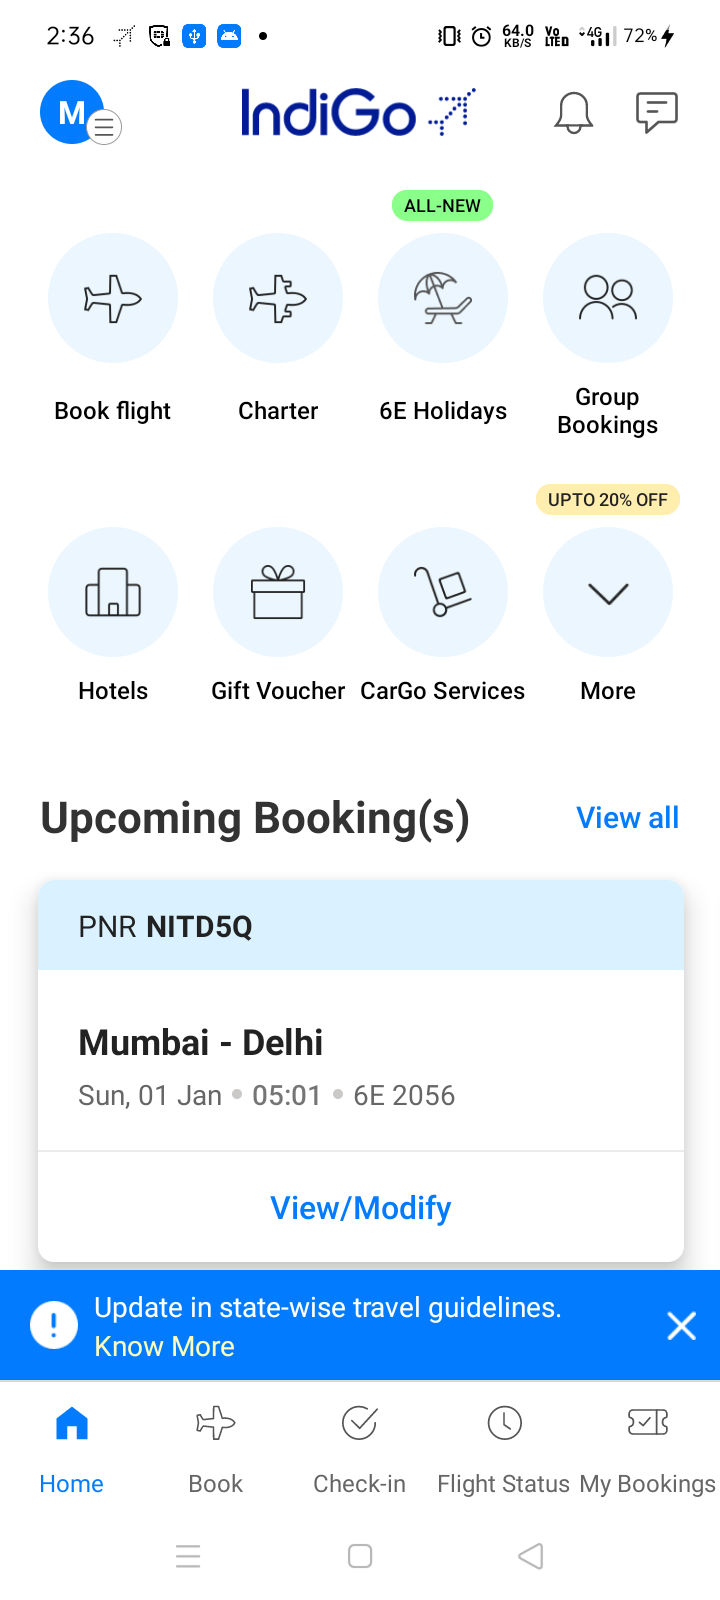 2:36
64.0 KB/S
Vo LTED
4G
72%
M
IndiGo
ALL-NEW
Book flight
Charter
6E Holidays
Group
Bookings
UPTO 20% OFF
Hotels
Gift Voucher
CarGo Services
More
Upcoming Booking(s)
View all
PNR NITD5Q
Mumbai - Delhi
Sun, 01 Jan • 05:01 • 6E 2056
View/Modify
Update in state-wise travel guidelines.
Know More
Home
Book
Check-in
Flight Status
My Bookings